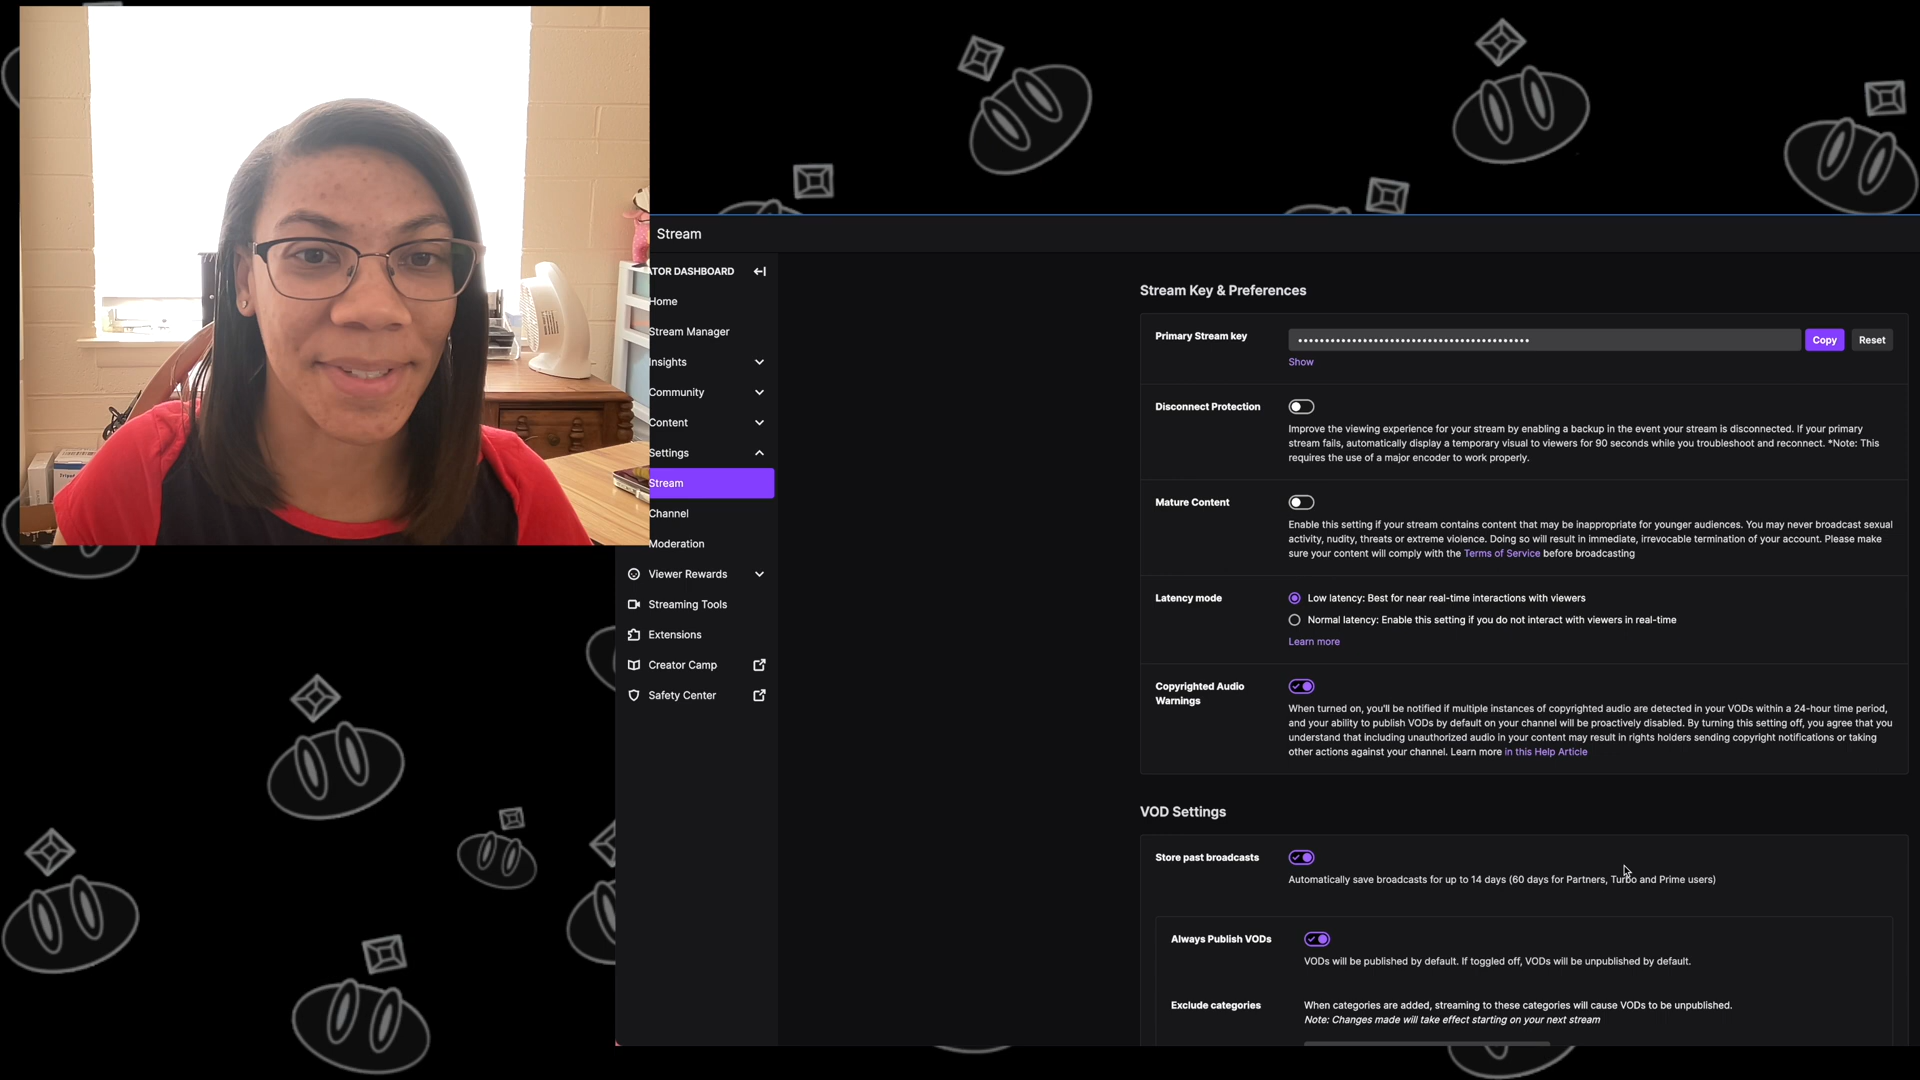 Stream
ATOR DASHBOARD
Home
Stream Manager
Insights
Community
Content
Settings
Stream
Channel
Moderation
Viewer Rewards
Streaming Tools
Extensions
Creator Camp
Safety Center
Stream Key & Preferences
Primary Stream key
Copy
Reset
Show
Disconnect Protection
Improve the viewing experience for your stream by enabling a backup in the event your stream is disconnected. If your primary
stream fails, automatically display a temporary visual to viewers for 90 seconds while you troubleshoot and reconnect. *Note: This
requires the use of a major encoder to work properly.
Mature Content
Enable this setting if your stream contains content that may be inappropriate for younger audiences. You may never broadcast sexual
activity, nudity, threats or extreme violence. Doing so will result in immediate, irrevocable termination of your account. Please make
sure your content will comply with the Terms of Service before broadcasting
Latency mode
Low latency: Best for near real-time interactions with viewers
Normal latency: Enable this setting if you do not interact with viewers in real-time
Learn more
Copyrighted Audio
Warnings
When turned on, you'll be notified if multiple instances of copyrighted audio are detected in your VODs within a 24-hour time period,
and your ability to publish VODs by default on your channel will be proactively disabled. By turning this setting off, you agree that you
understand that including unauthorized audio in your content may result in rights holders sending copyright notifications or taking
other actions against your channel. Learn more in this Help Article
VOD Settings
Store past broadcasts
Automatically save broadcasts for up to 14 days (60 days for Partners, Turbo and Prime users)
Always Publish VODs
VODs will be published by default. If toggled off, VODs will be unpublished by default.
Exclude categories
When categories are added, streaming to these categories will cause VODs to be unpublished.
Note: Changes made will take effect starting on your next stream